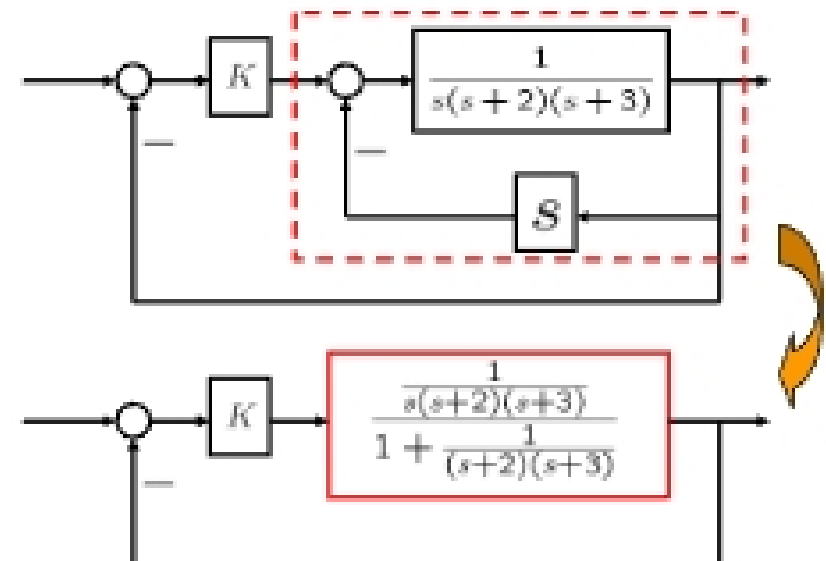 K
1
s(s + 2)(s + 3)
—
—
S
K
1
s(s+2)(s+3)
1 + 1
(s+2)(s+3)
—